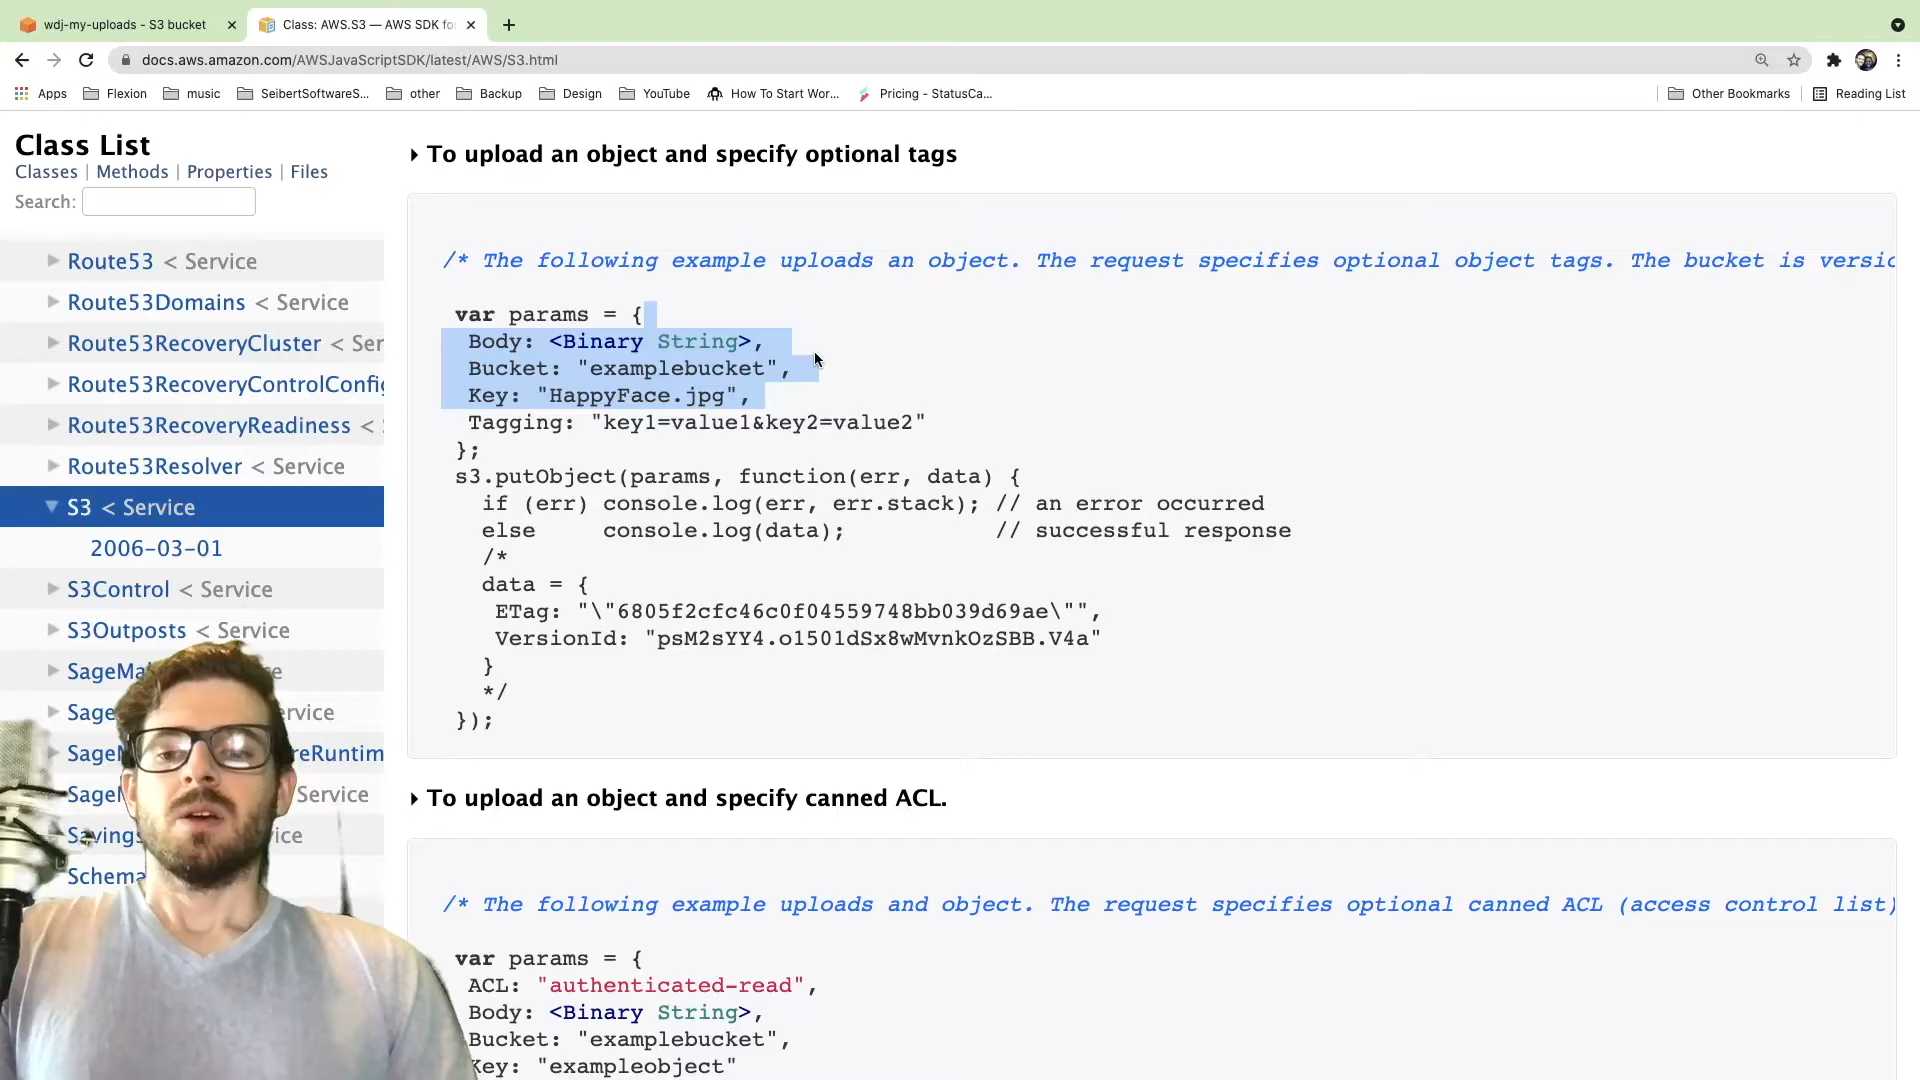 wdj-my-uploads - S3 bucket
Class: AWS.S3 — AWS SDK fo
docs.aws.amazon.com/AWSJavaScriptSDK/latest/AWS/S3.html
Apps
Flexion
music
SeibertSoftwareS...
other
Backup
Design
YouTube
How To Start Wor...
Pricing - StatusCa...
Other Bookmarks
Reading List
Class List
Classes | Methods | Properties | Files
Search:
Route53 < Service
Route53Domains < Service
Route53RecoveryCluster < Ser
Route53RecoveryControlConfig
Route53RecoveryReadiness <
Route53Resolver < Service
S3 < Service
2006-03-01
S3Control < Service
S3Outposts < Service
SageMa
Sage ervice
SageM reRuntim
SageM Service
Savings ice
Schema
To upload an object and specify optional tags
/* The following example uploads an object. The request specifies optional object tags. The bucket is versio
var params = {
Body: <Binary String>,
Bucket: "examplebucket",
Key: "HappyFace.jpg",
Tagging: "key1=value1&key2=value2"
};
s3.putObject(params, function(err, data) {
if (err) console.log(err, err.stack); // an error occurred
else     console.log(data);           // successful response
/*
data = {
ETag: "\"6805f2cfc46c0f04559748bb039d69ae\"",
VersionId: "psM2sYY4.o1501dSx8wMvnkOzSBB.V4a"
}
*/
});
To upload an object and specify canned ACL.
/* The following example uploads and object. The request specifies optional canned ACL (access control list)
var params = {
ACL: "authenticated-read",
Body: <Binary String>,
Bucket: "examplebucket",
Key: "exampleobject"